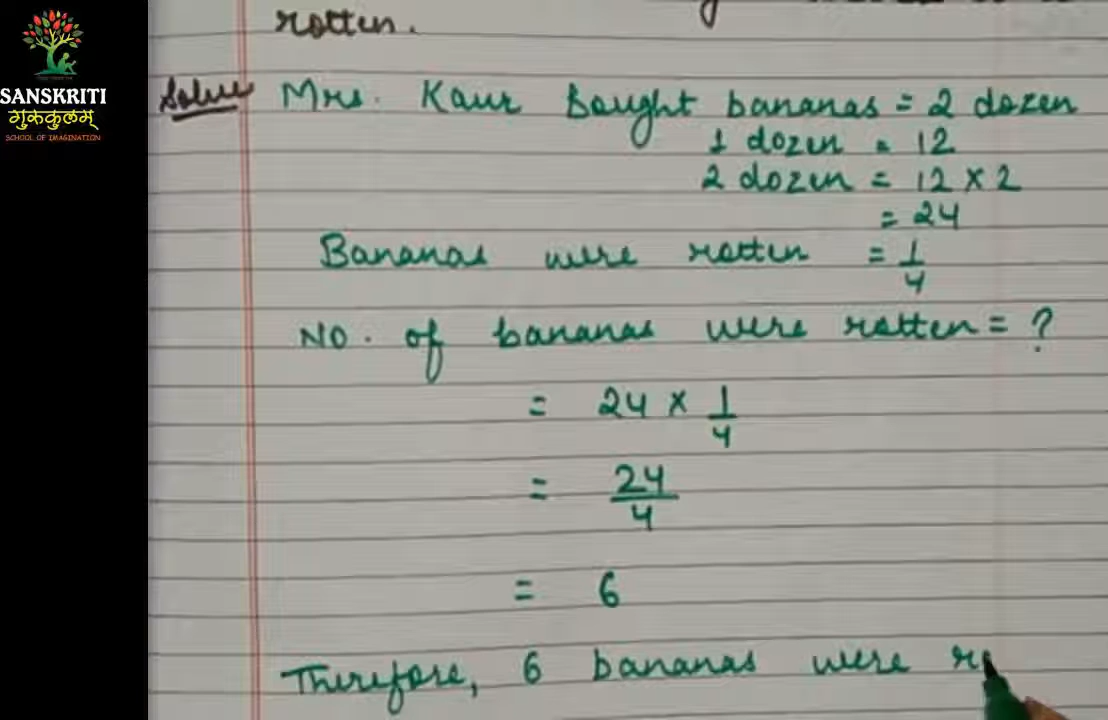 rotten.
SANSKRITI
गुरुकुलम्
SCHOOL OF IMAGINATION
Solve Mrs. Kaur Bought bananas = 2 dozen
1 dozen = 12
2 dozen = 12 × 2
= 24
Bananas were rotten = 1/4
NO. of bananas were rotten = ?
= 24 × 1/4
= 24/4
= 6
Therefore, 6 bananas were